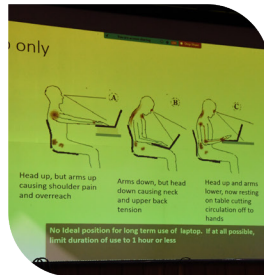 only
A
B
C
Head up, but arms up
causing shoulder pain
and overreach
Arms down, but head
down causing neck
and upper back
tension
Head up and arms
lower, now resting
on table cutting
circulation off to
hands
No Ideal position for long term use of laptop. If at all possible,
limit duration of use to 1 hour or less